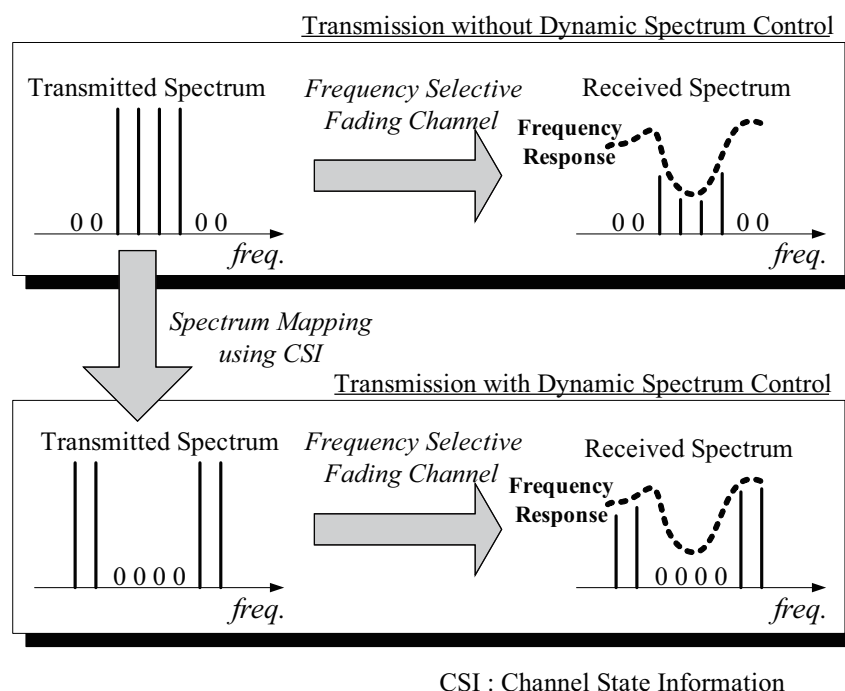 Transmission without Dynamic Spectrum Control
Transmitted Spectrum
Frequency Selective
Fading Channel
Received Spectrum
Frequency
Response
0 0
0 0
freq.
0 0
0 0
freq.
Spectrum Mapping
using CSI
Transmission with Dynamic Spectrum Control
Transmitted Spectrum
Frequency Selective
Fading Channel
Received Spectrum
Frequency
Response
0 0 0 0
freq.
0 0 0 0
freq.
CSI : Channel State Information